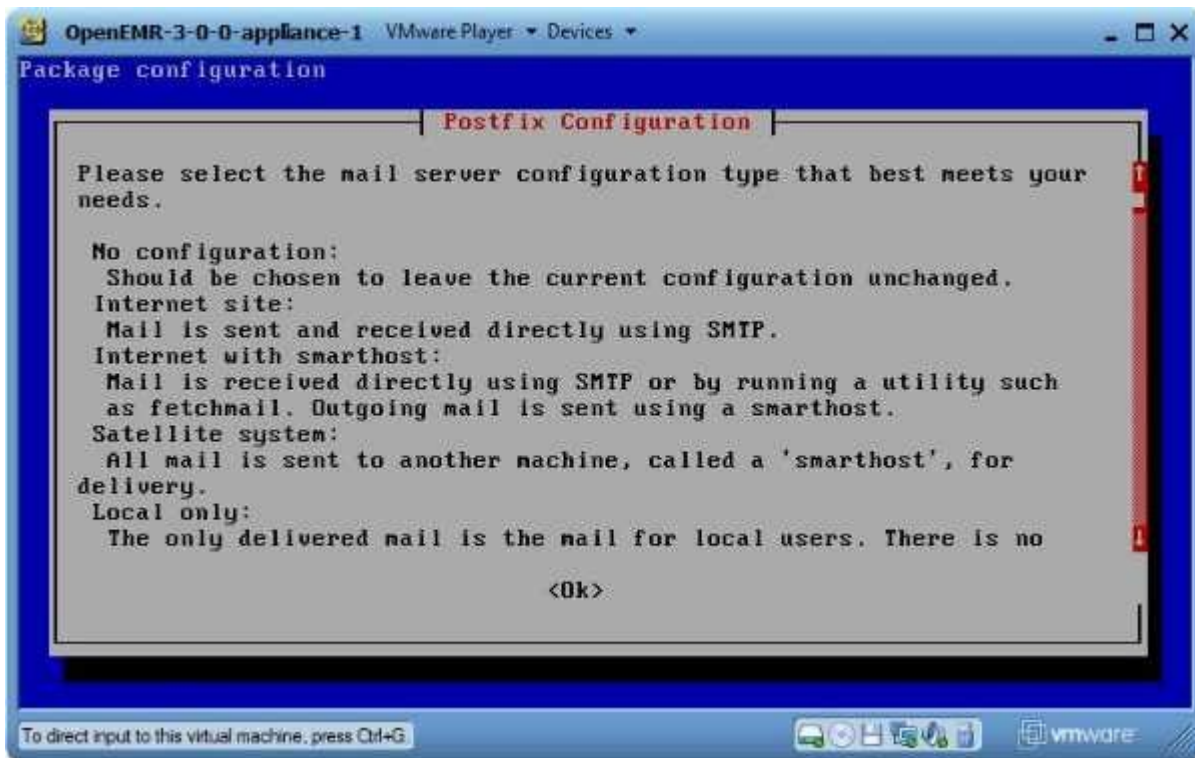 OpenEMR-3-0-0-appliance-1 VMware Player Devices
Package configuration
Postfix Configuration
Please select the mail server configuration type that best meets your
needs.
No configuration:
Should be chosen to leave the current configuration unchanged.
Internet site:
Mail is sent and received directly using SMTP.
Internet with smarthost:
Mail is received directly using SMTP or by running a utility such
as fetchmail. Outgoing mail is sent using a smarthost.
Satellite system:
All mail is sent to another machine, called a 'smarthost', for
delivery.
Local only:
The only delivered mail is the mail for local users. There is no
<Ok>
To direct input to this virtual machine, press Ctrl+G.
vmware